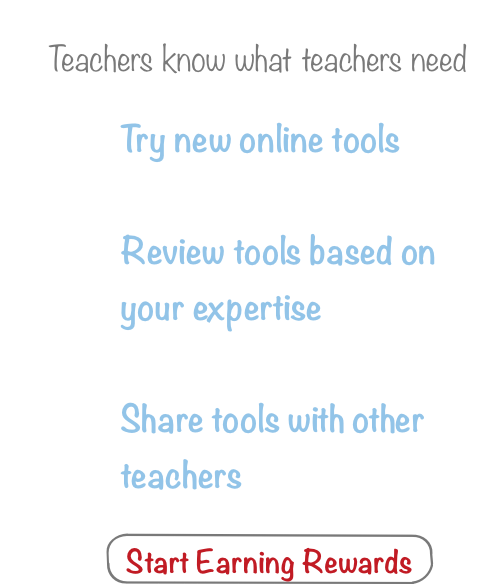 Teachers know what teachers need
Try new online tools
Review tools based on
your expertise
Share tools with other
teachers
Start Earning Rewards